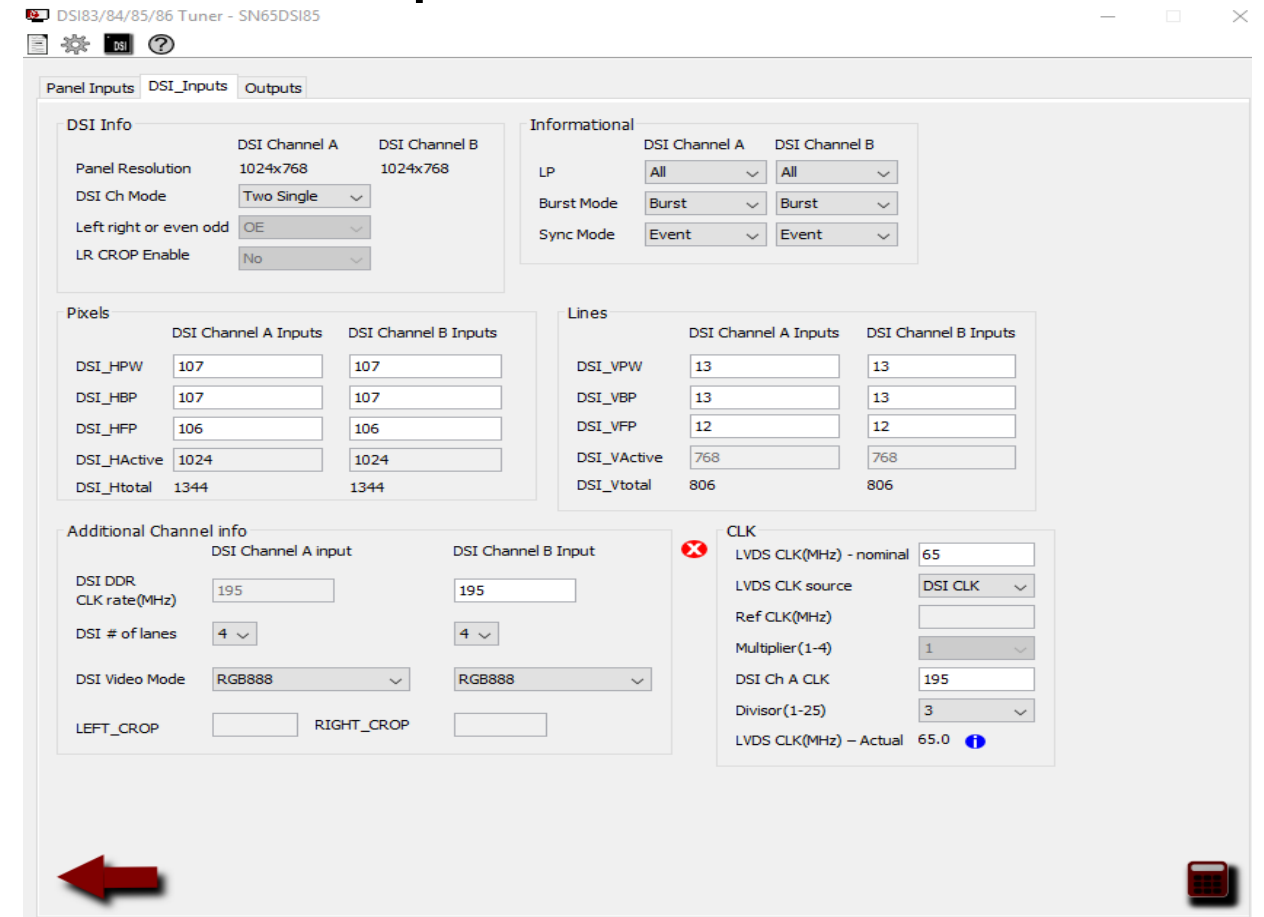 DSI83/84/85/86 Tuner - SN65DSI85
DSI
Panel Inputs DSI_Inputs Outputs
DSI Info
DSI Channel A DSI Channel B
Panel Resolution 1024x768 1024x768
DSI Ch Mode Two Single
Left right or even odd OE
LR CROP Enable No
Informational
DSI Channel A DSI Channel B
LP All All
Burst Mode Burst Burst
Sync Mode Event Event
Pixels
DSI Channel A Inputs DSI Channel B Inputs
DSI_HPW 107 107
DSI_HBP 107 107
DSI_HFP 106 106
DSI_HActive 1024 1024
DSI_Htotal 1344 1344
Lines
DSI Channel A Inputs DSI Channel B Inputs
DSI_VPW 13 13
DSI_VBP 13 13
DSI_VFP 12 12
DSI_VActive 768 768
DSI_Vtotal 806 806
Additional Channel info
DSI Channel A input DSI Channel B Input
DSI DDR
CLK rate(MHz) 195 195
DSI # of lanes 4 4
DSI Video Mode RGB888 RGB888
LEFT_CROP RIGHT_CROP
CLK
LVDS CLK(MHz) - nominal 65
LVDS CLK source DSI CLK
Ref CLK(MHz)
Multiplier(1-4) 1
DSI Ch A CLK 195
Divisor(1-25) 3
LVDS CLK(MHz) – Actual 65.0